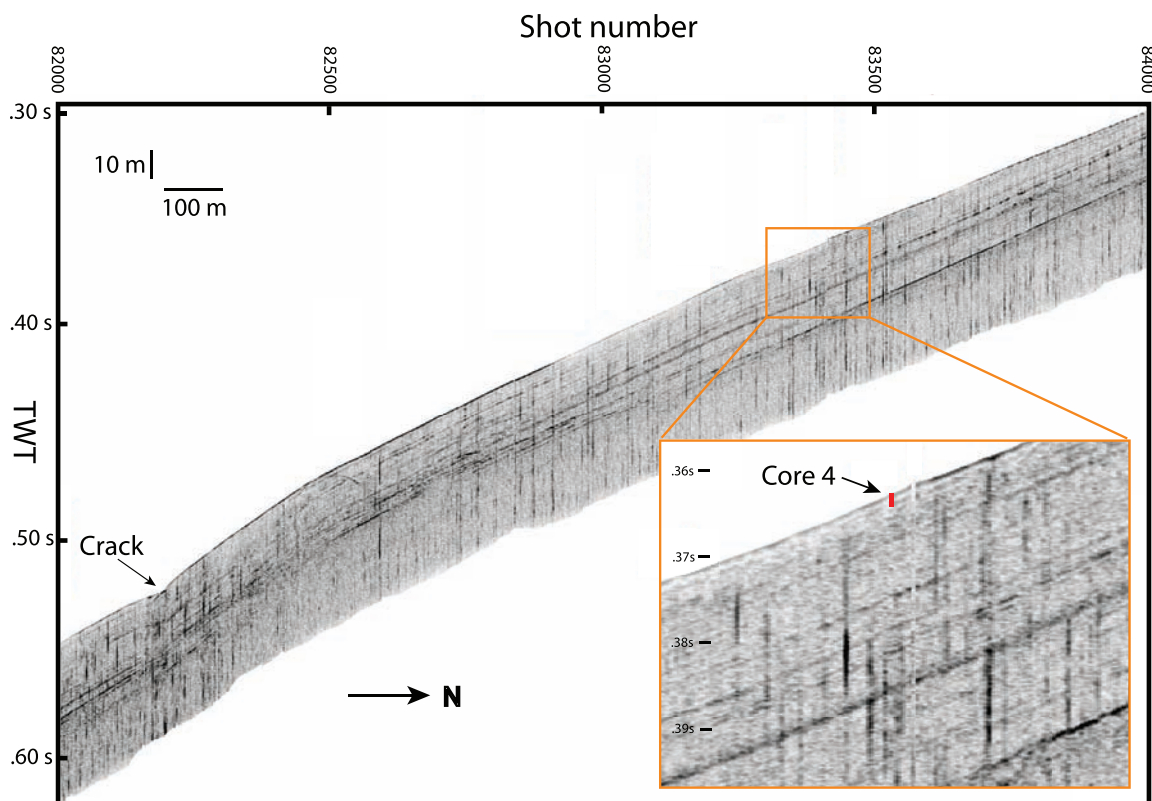 Shot number
82000
82500
83000
83500
84000
.30 s
10 m
100 m
.40 s
TWT
.36s
Core 4
.50 s
Crack
.37s
.38s
N
.39s
.60 s